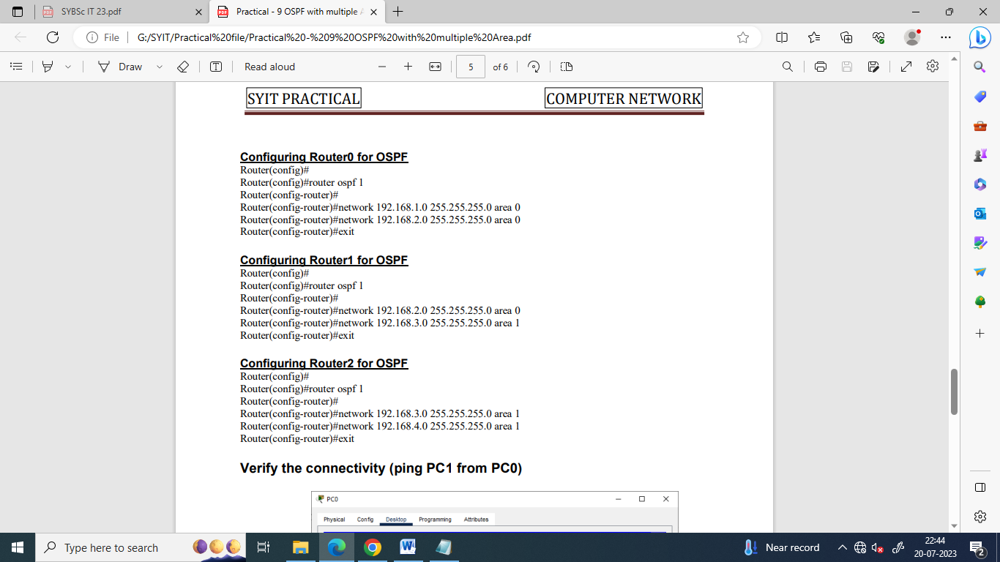 SYBSc IT 23.pdf
Practical - 9 OSPF with multiple A
File
G:/SYIT/Practical%20file/Practical%20-%209%20OSPF%20with%20multiple%20Area.pdf
Draw
Read aloud
5
of 6
SYIT PRACTICAL
COMPUTER NETWORK
Configuring Router0 for OSPF
Router(config)#
Router(config)#router ospf 1
Router(config-router)#
Router(config-router)#network 192.168.1.0 255.255.255.0 area 0
Router(config-router)#network 192.168.2.0 255.255.255.0 area 0
Router(config-router)#exit
Configuring Router1 for OSPF
Router(config)#
Router(config)#router ospf 1
Router(config-router)#
Router(config-router)#network 192.168.2.0 255.255.255.0 area 0
Router(config-router)#network 192.168.3.0 255.255.255.0 area 1
Router(config-router)#exit
Configuring Router2 for OSPF
Router(config)#
Router(config)#router ospf 1
Router(config-router)#
Router(config-router)#network 192.168.3.0 255.255.255.0 area 1
Router(config-router)#network 192.168.4.0 255.255.255.0 area 1
Router(config-router)#exit
Verify the connectivity (ping PC1 from PC0)
PC0
Physical Config Desktop Programming Attributes
Type here to search
Near record
22:44
20-07-2023
2